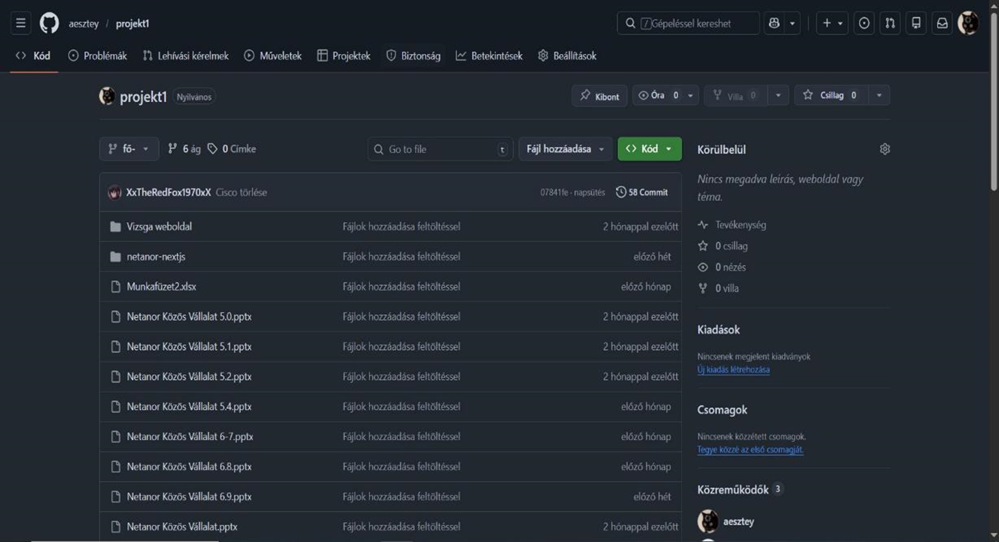 aesztey / projekt1
/ Gépeléssel kereshet
Kód Problémák Lehívási kérelmek Műveletek Projektek Biztonság Betekintések Beállítások
projekt1 Nyilvános
Kibont Óra 0 Villa 0 Csillag 0
fő- 6 ág 0 Címke Go to file t Fájl hozzáadása Kód
XxTheRedFox1970xX Cisco törlése 07841fe · napsütés 58 Commit
Vizsga weboldal Fájlok hozzáadása feltöltéssel 2 hónappal ezelőtt
netanor-nextjs Fájlok hozzáadása feltöltéssel előző hét
Munkafüzet2.xlsx Fájlok hozzáadása feltöltéssel előző hónap
Netanor Közös Vállalat 5.0.pptx Fájlok hozzáadása feltöltéssel 2 hónappal ezelőtt
Netanor Közös Vállalat 5.1.pptx Fájlok hozzáadása feltöltéssel 2 hónappal ezelőtt
Netanor Közös Vállalat 5.2.pptx Fájlok hozzáadása feltöltéssel 2 hónappal ezelőtt
Netanor Közös Vállalat 5.4.pptx Fájlok hozzáadása feltöltéssel előző hónap
Netanor Közös Vállalat 6-7.pptx Fájlok hozzáadása feltöltéssel előző hónap
Netanor Közös Vállalat 6.8.pptx Fájlok hozzáadása feltöltéssel előző hónap
Netanor Közös Vállalat 6.9.pptx Fájlok hozzáadása feltöltéssel előző hét
Netanor Közös Vállalat.pptx Fájlok hozzáadása feltöltéssel 2 hónappal ezelőtt
Körülbelül
Nincs megadva leírás, weboldal vagy
téma.
Tevékenység
0 csillag
0 nézés
0 villa
Kiadások
Nincsenek megjelent kiadványok
Új kiadás létrehozása
Csomagok
Nincsenek közzétett csomagok.
Tegye közzé az első csomagját.
Közreműködők 3
aesztey